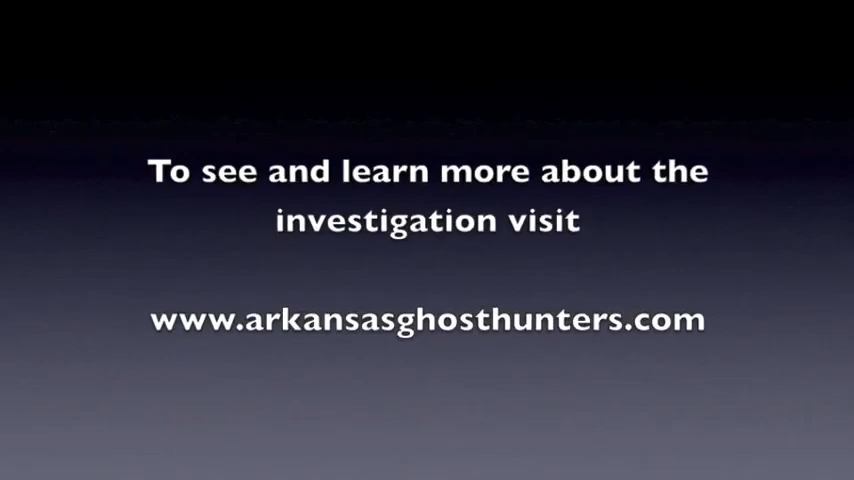 To see and learn more about the
investigation visit
www.arkansasghosthunters.com